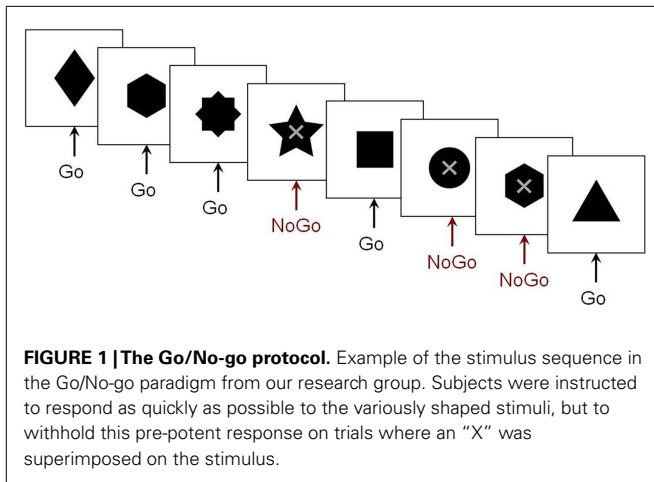 Go
Go
Go
NoGo
Go
NoGo
NoGo
Go
FIGURE 1 | The Go/No-go protocol. Example of the stimulus sequence in
the Go/No-go paradigm from our research group. Subjects were instructed
to respond as quickly as possible to the variously shaped stimuli, but to
withhold this pre-potent response on trials where an “X” was
superimposed on the stimulus.